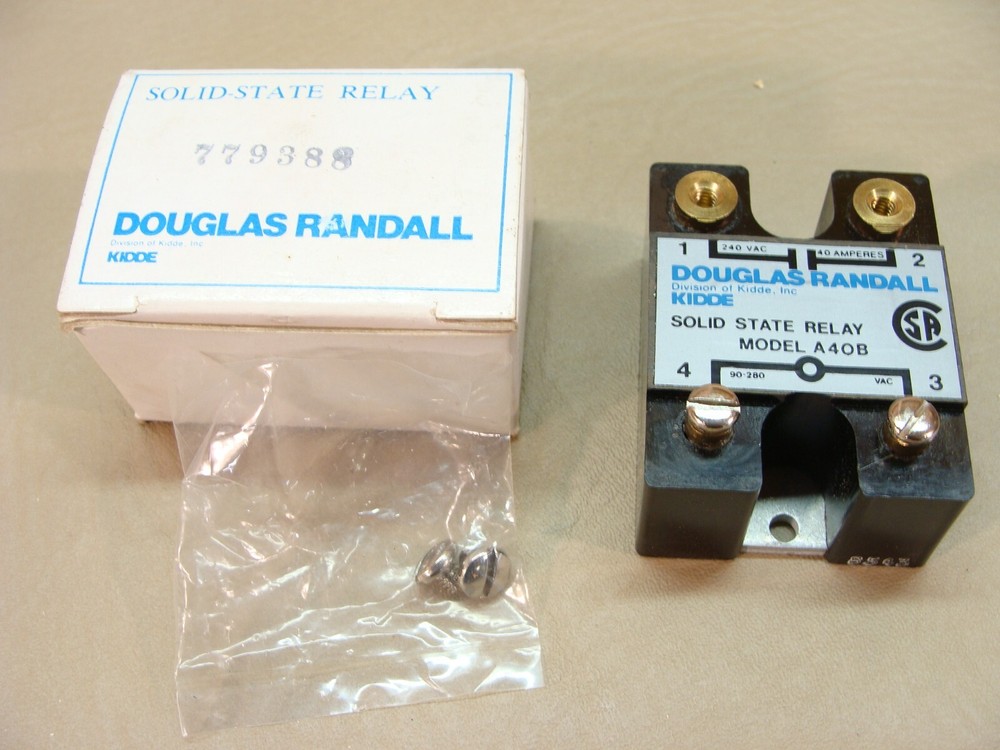 SOLID-STATE RELAY
779388
DOUGLAS RANDALL
Division of Kidde, Inc
KIDDE
1 240 VAC 40 AMPERES 2
DOUGLAS RANDALL
Division of Kidde, Inc
KIDDE
SA
SOLID STATE RELAY
MODEL A40B
4 90-280 VAC 3